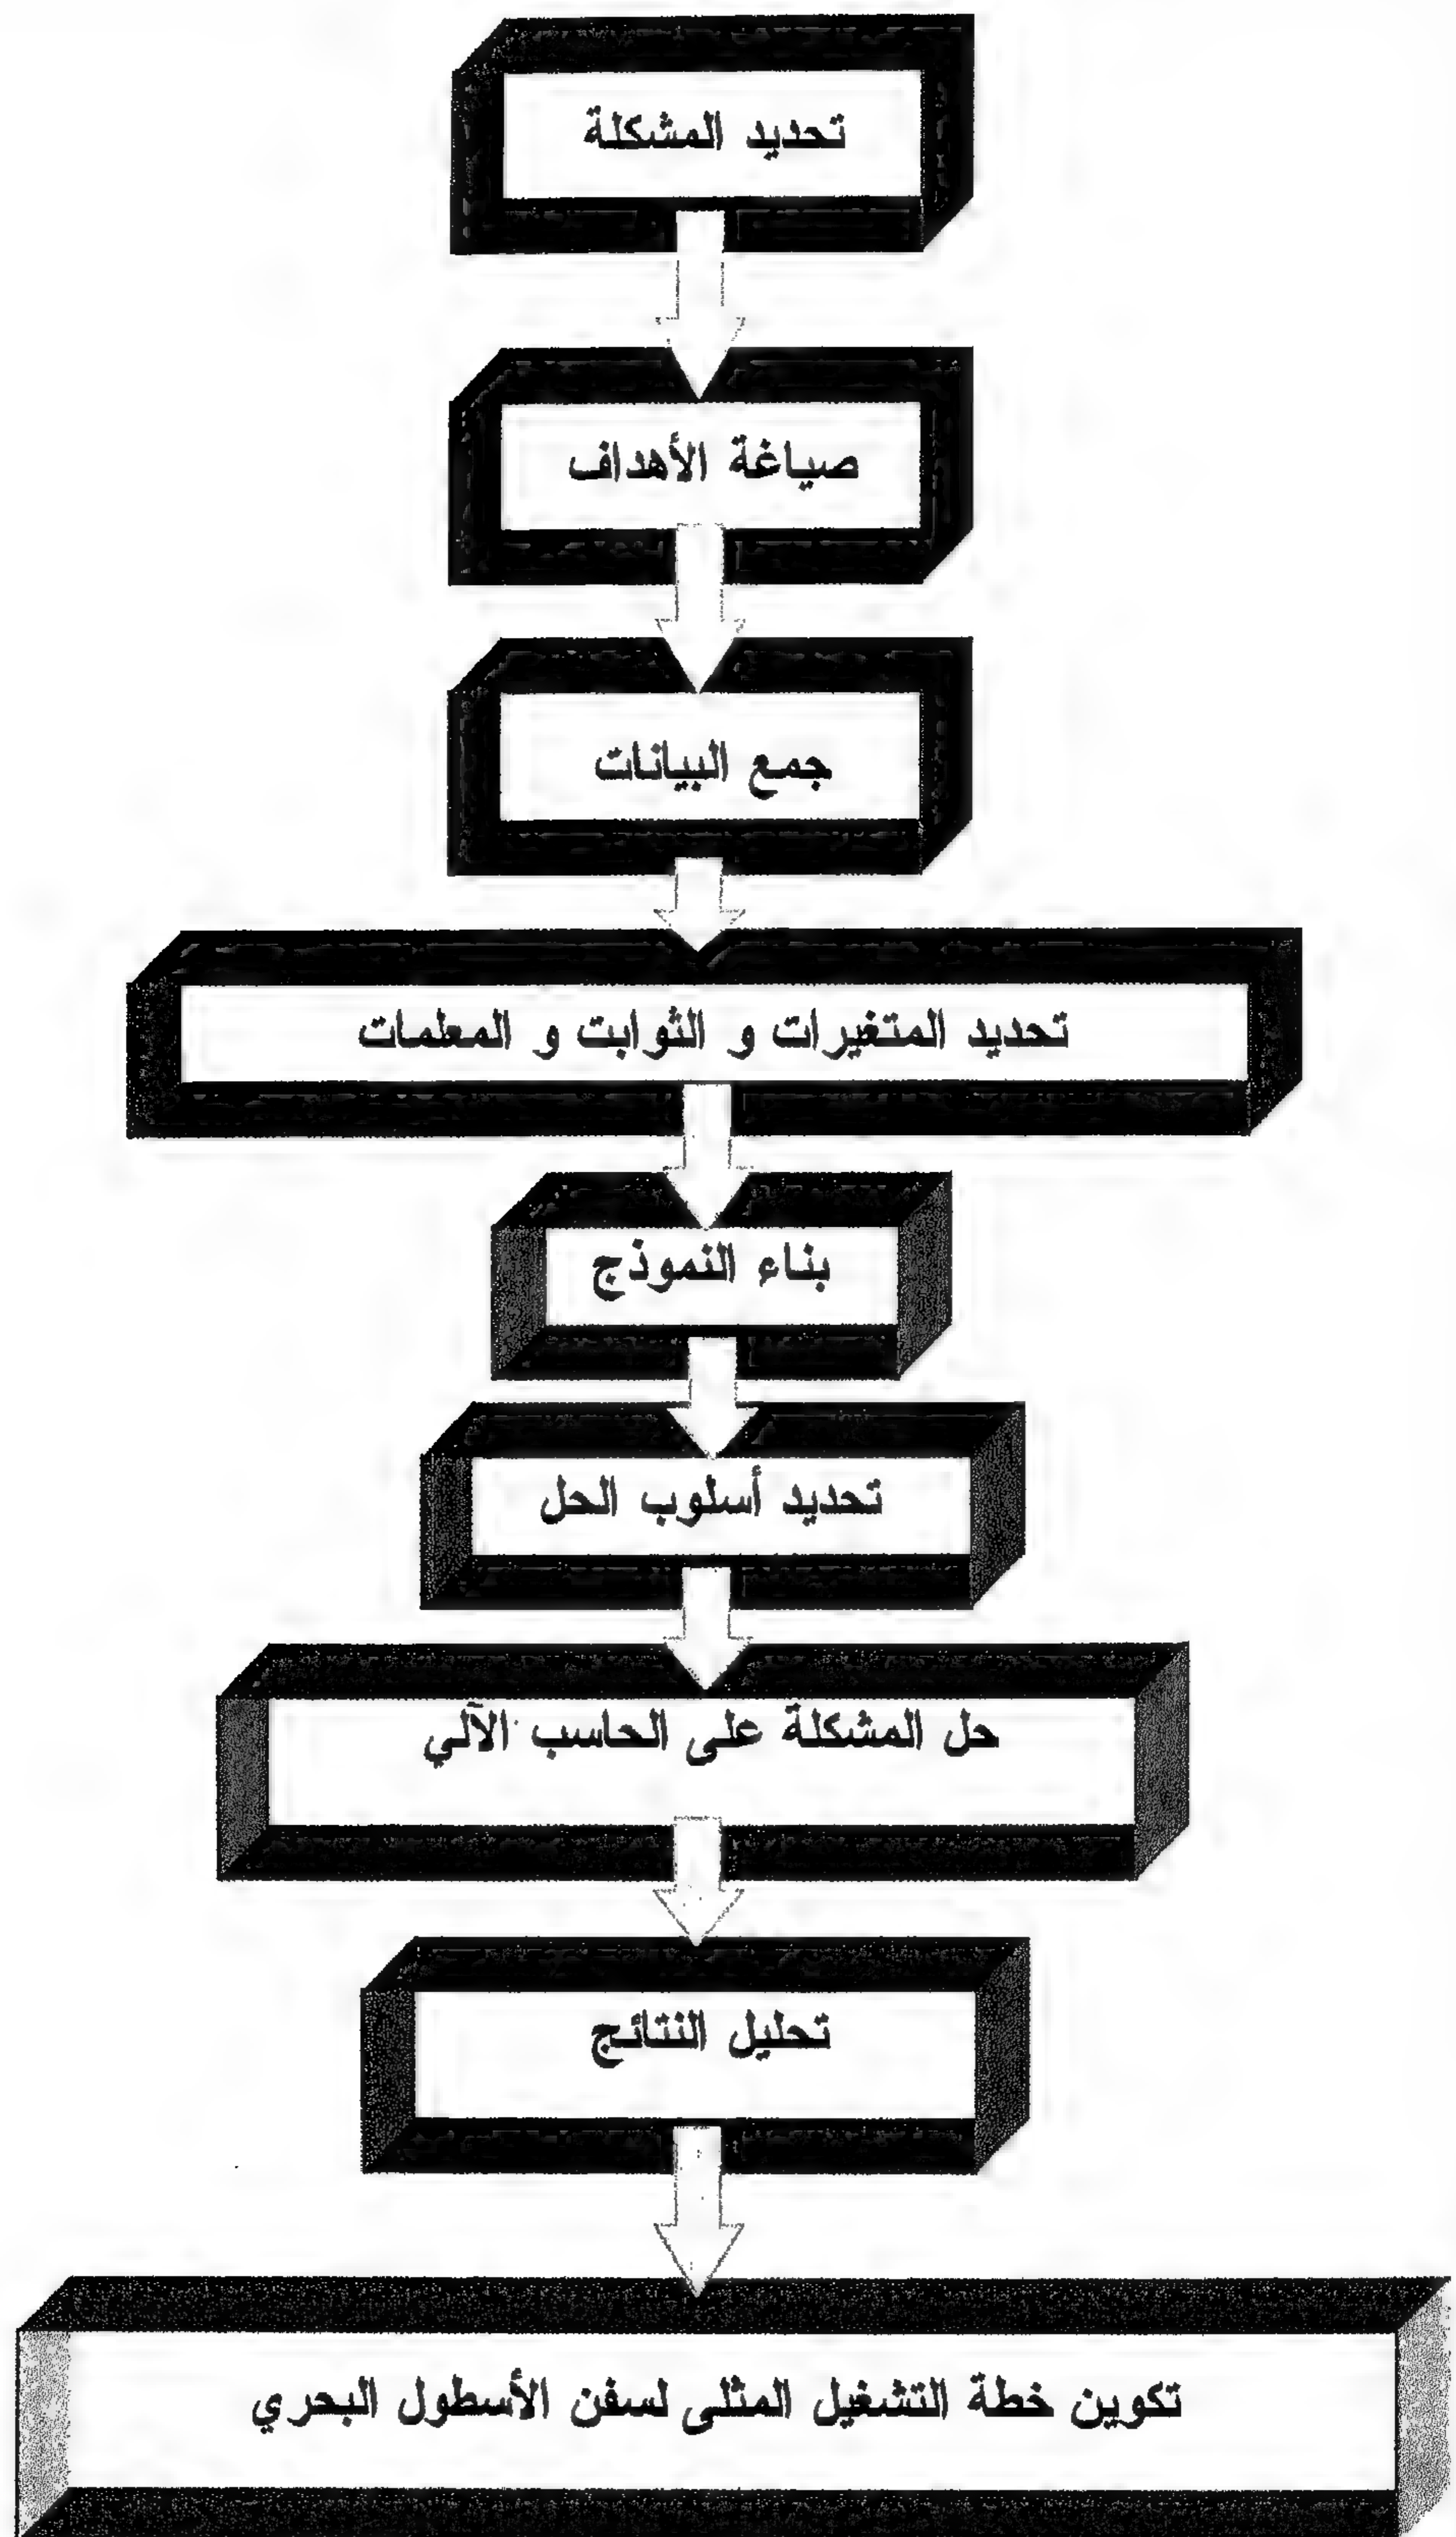 تحديد المشكلة
صياغة الأهداف
جمع البيانات
تحديد المتغيرات و الثوابت و المعلمات
بناء النموذج
تحديد أسلوب الحل
حل المشكلة على الحاسب الآلي
تحليل النتائج
تكوين خطة التشغيل المثلى لسفن الأسطول البحري